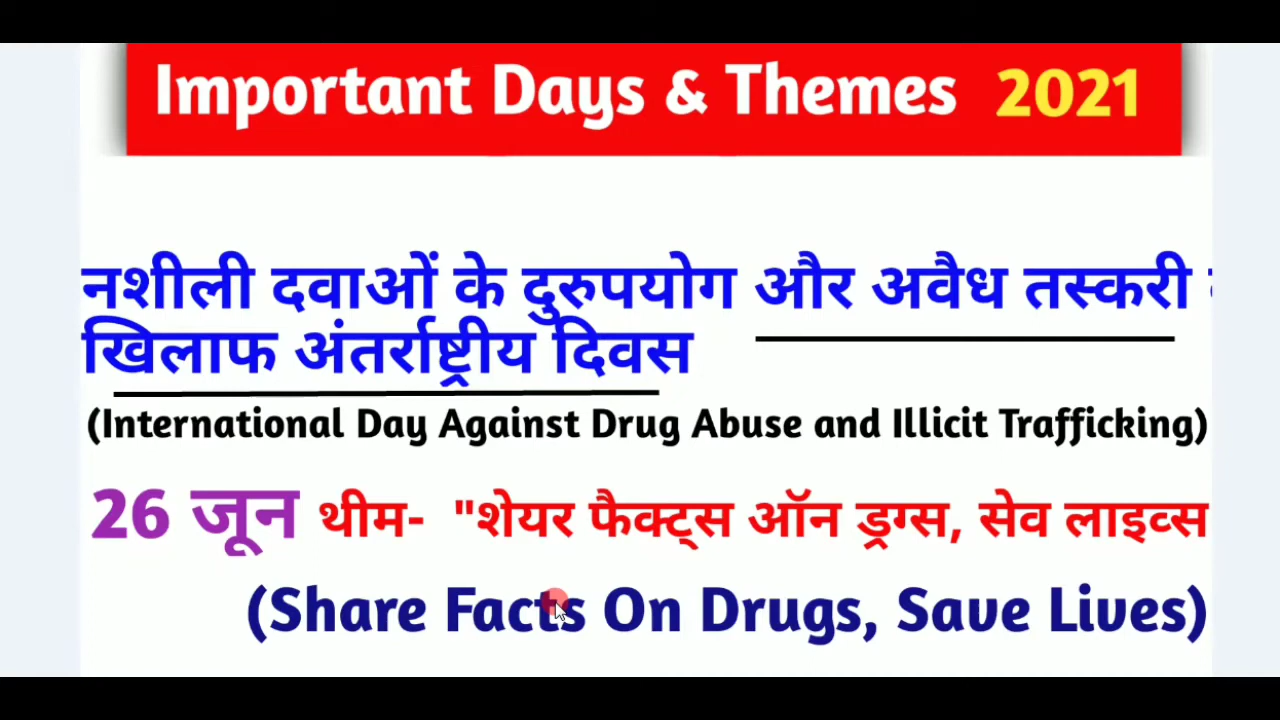 Important Days & Themes 2021
नशीली दवाओं के दुरुपयोग और अवैध तस्करी
खिलाफ अंतर्राष्ट्रीय दिवस
(International Day Against Drug Abuse and Illicit Trafficking)
26 जून थीम- "शेयर फैक्ट्स ऑन ड्रग्स, सेव लाइव्स
(Share Facts On Drugs, Save Lives)